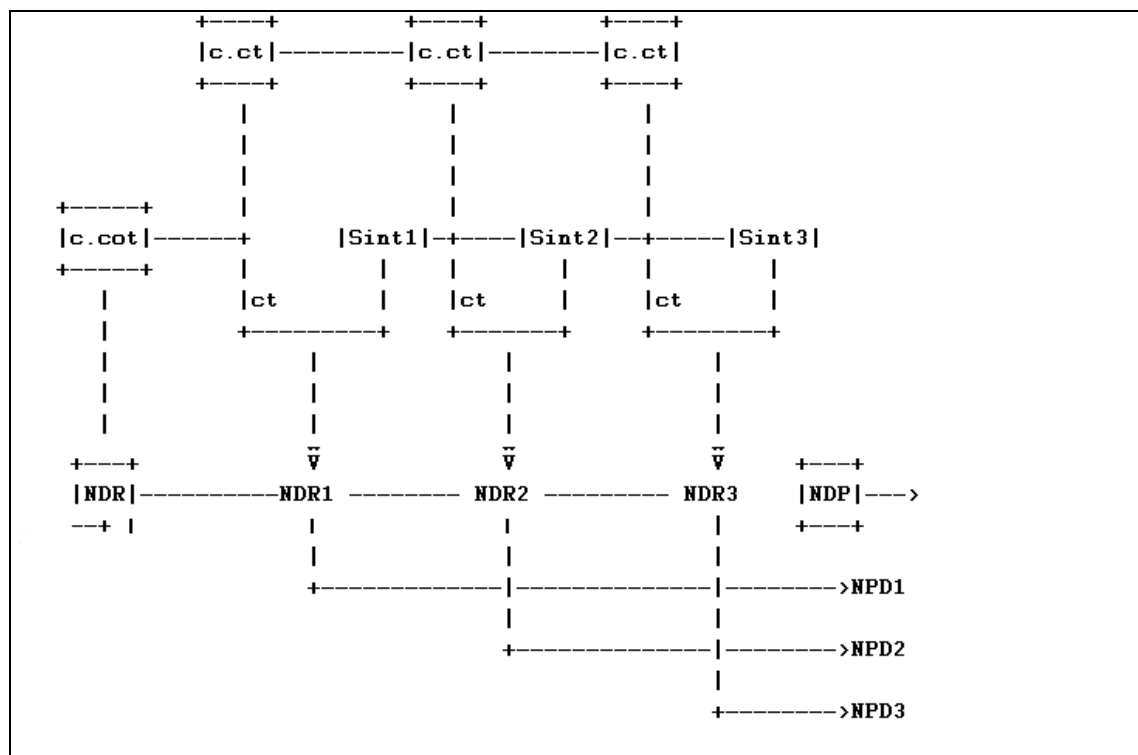 |c.ct|---------|c.ct|--------|c.ct|
|c.cot|------+ |Sint1|-+----|Sint2|--+-----|Sint3|
|ct | |ct | |ct |
|NDR|----------NDR1 -------- NDR2 --------- NDR3 |NDP|--->
>NPD1
>NPD2
>NPD3